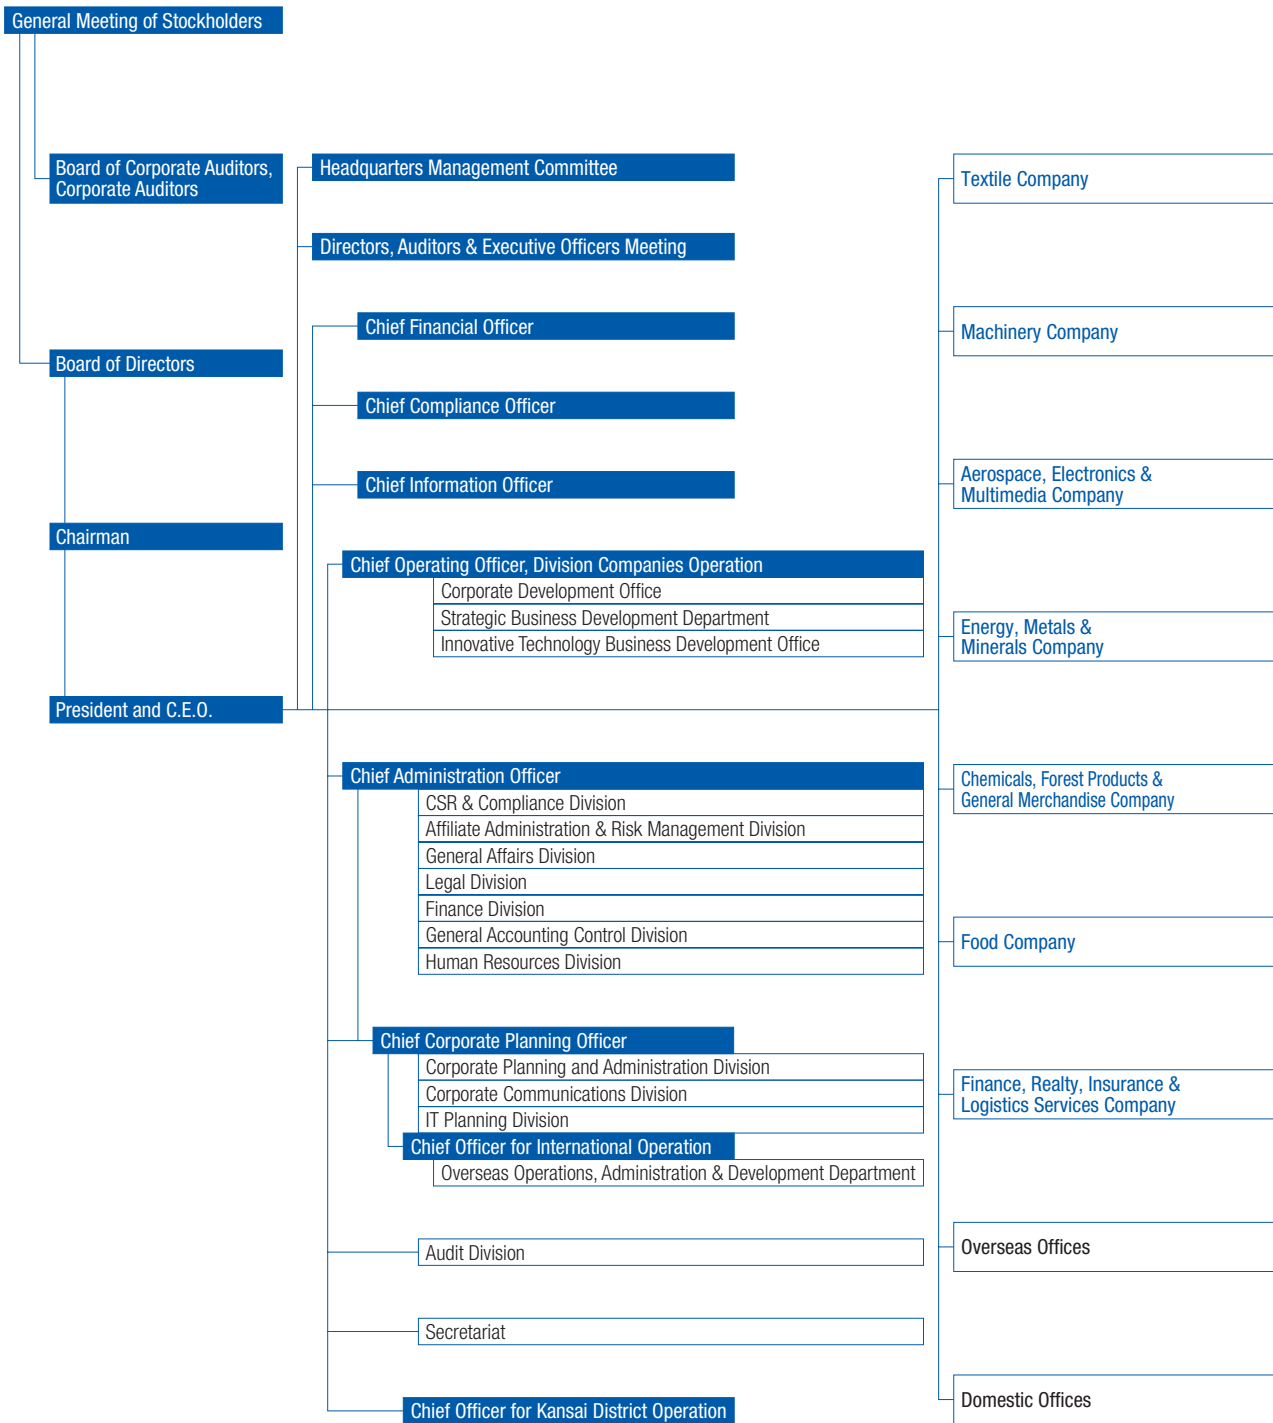 General Meeting of Stockholders
Board of Corporate Auditors,
Corporate Auditors
Board of Directors
Chairman
President and C.E.O.
Headquarters Management Committee
Directors, Auditors & Executive Officers Meeting
Chief Financial Officer
Chief Compliance Officer
Chief Information Officer
Chief Operating Officer, Division Companies Operation
Corporate Development Office
Strategic Business Development Department
Innovative Technology Business Development Office
Chief Administration Officer
CSR & Compliance Division
Affiliate Administration & Risk Management Division
General Affairs Division
Legal Division
Finance Division
General Accounting Control Division
Human Resources Division
Chief Corporate Planning Officer
Corporate Planning and Administration Division
Corporate Communications Division
IT Planning Division
Chief Officer for International Operation
Overseas Operations, Administration & Development Department
Audit Division
Secretariat
Chief Officer for Kansai District Operation
Textile Company
Machinery Company
Aerospace, Electronics &
Multimedia Company
Energy, Metals &
Minerals Company
Chemicals, Forest Products &
General Merchandise Company
Food Company
Finance, Realty, Insurance &
Logistics Services Company
Overseas Offices
Domestic Offices